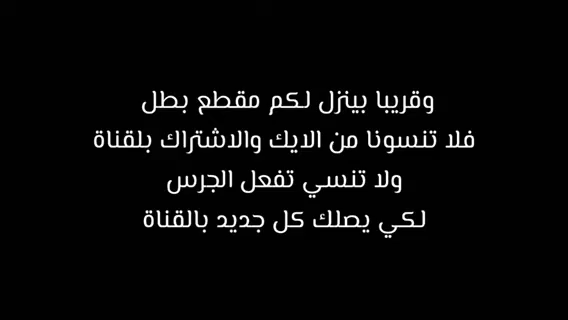 وقريبا بينزل لكم مقطع بطل
فلا تنسونا من الايك والاشتراك بلقناة
ولا تنسي تفعل الجرس
لكي يصلك كل جديد بالقناة